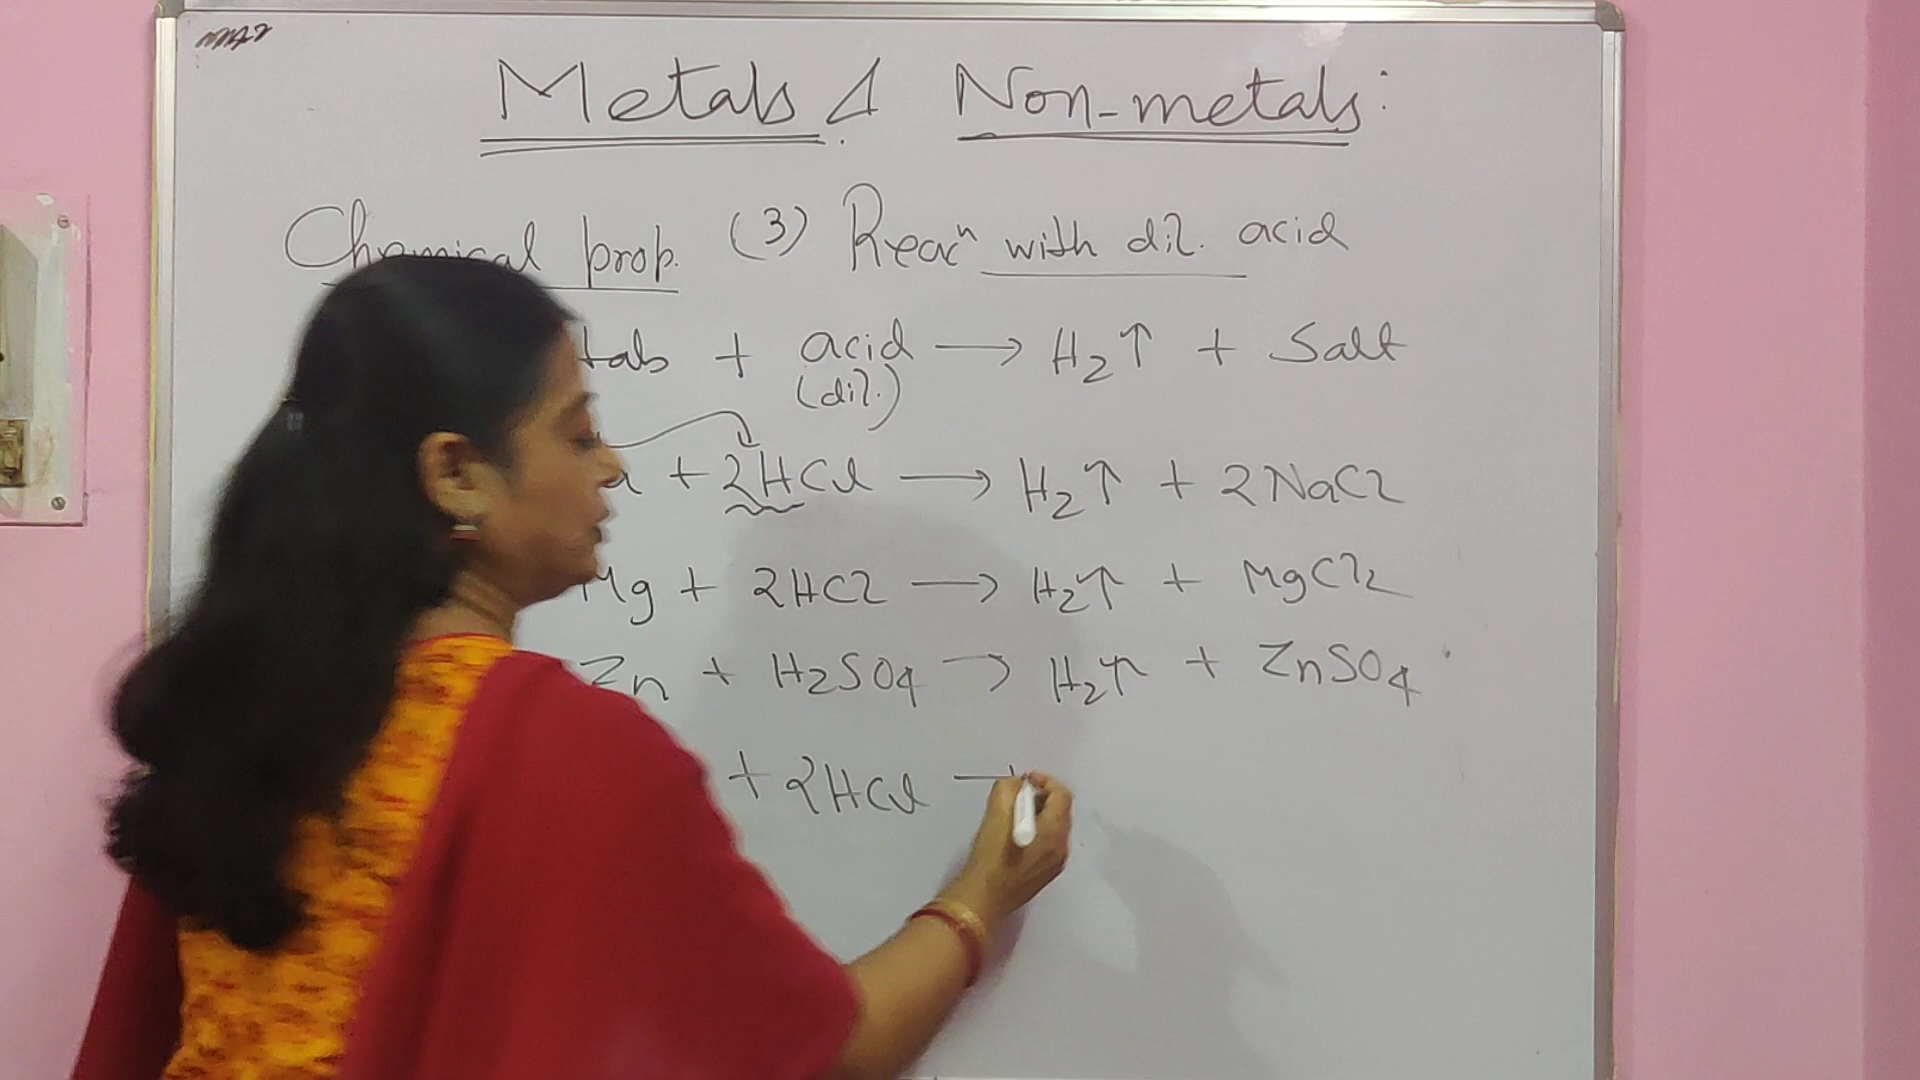 Metals & Non-metals:
Chemical prop. (3) Reacⁿ with dil. acid
tals + acid → H2↑ + Salt
(dil.)
+ 2HCl → H2↑ + 2NaCl
Mg + 2HCl → H2↑ + MgCl2
Zn + H2SO4 → H2↑ + ZnSO4
+ 2HCl →